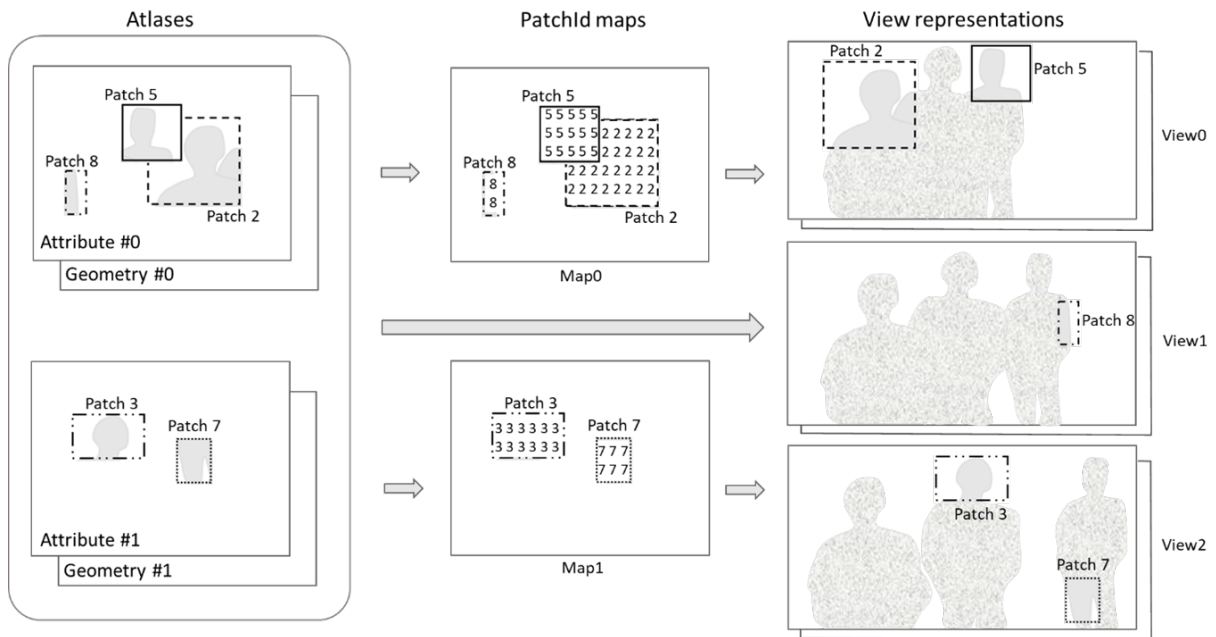 Atlases
PatchId maps
View representations
Patch 5
Patch 8
Patch 2
Attribute #0
Geometry #0
Patch 5
5 5 5 5 5
5 5 5 5 5 2 2 2 2 2
5 5 5 5 5 2 2 2 2 2
2 2 2 2 2 2 2 2
2 2 2 2 2 2 2 2
Patch 8
8
8
Patch 2
Map0
Patch 2
Patch 5
View0
Patch 8
View1
Patch 3
Patch 7
Attribute #1
Geometry #1
Patch 3
3 3 3 3 3 3
3 3 3 3 3 3
Patch 7
7 7 7
7 7 7
Map1
Patch 3
Patch 7
View2